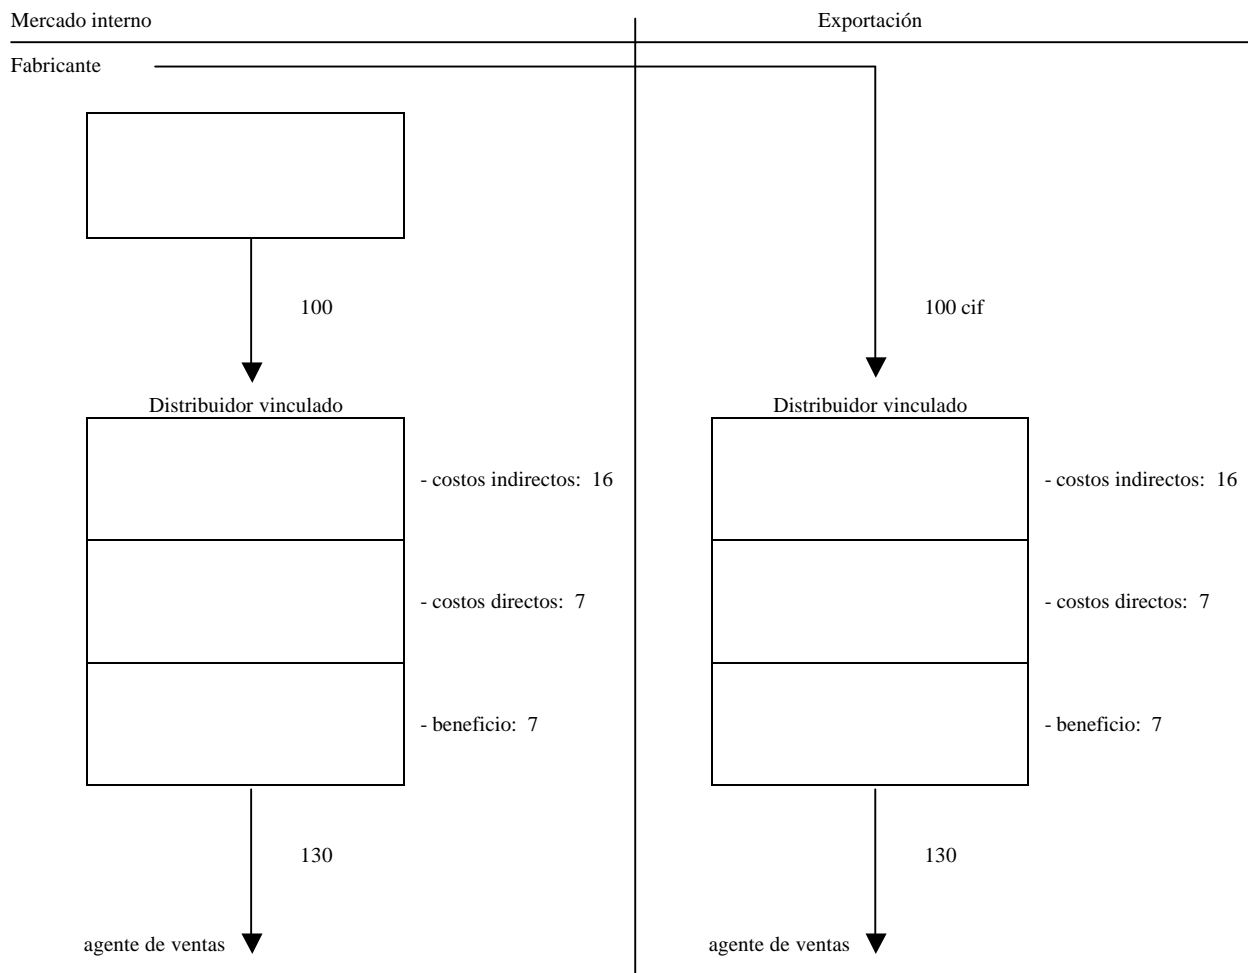 Mercado interno
Exportación
Fabricante
100
100 cif
Distribuidor vinculado
Distribuidor vinculado
- costos indirectos: 16
- costos indirectos: 16
- costos directos: 7
- costos directos: 7
- beneficio: 7
- beneficio: 7
130
130
agente de ventas
agente de ventas